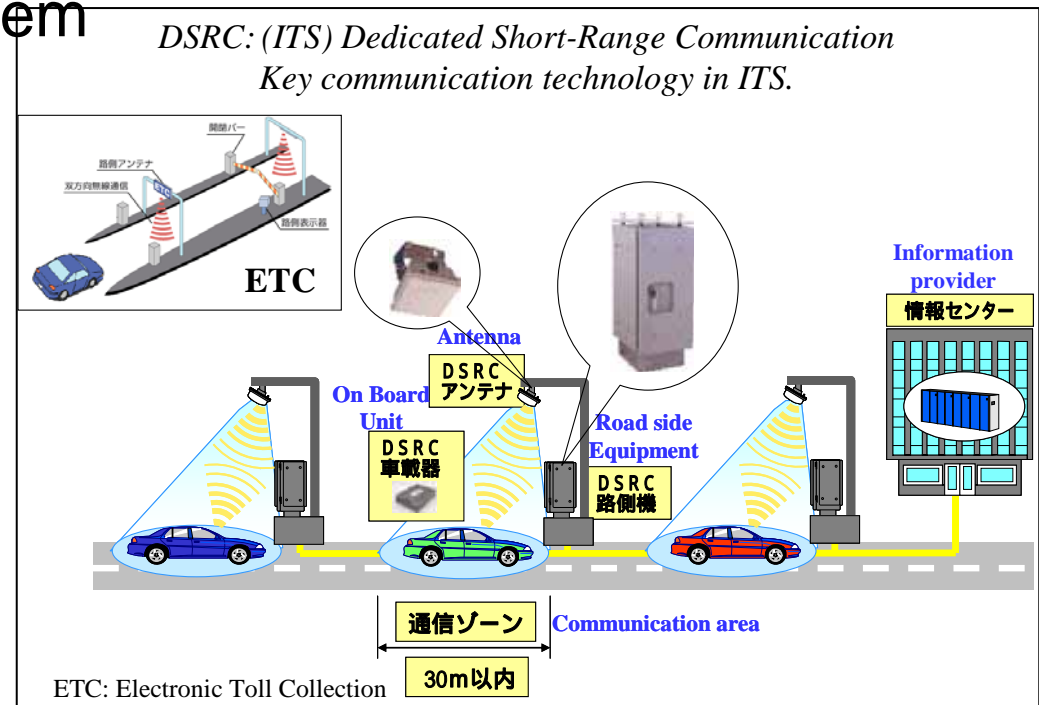 em
DSRC: (ITS) Dedicated Short-Range Communication
Key communication technology in ITS.
開閉バー
路側アンテナ
ETC
双方向無線通信
路側表示器
ETC
Information
provider
情報センター
Antenna
DSRC
アンテナ
On Board
Unit
DSRC
車載器
Road side
Equipment
DSRC
路側機
通信ゾーン
Communication area
30m以内
ETC: Electronic Toll Collection